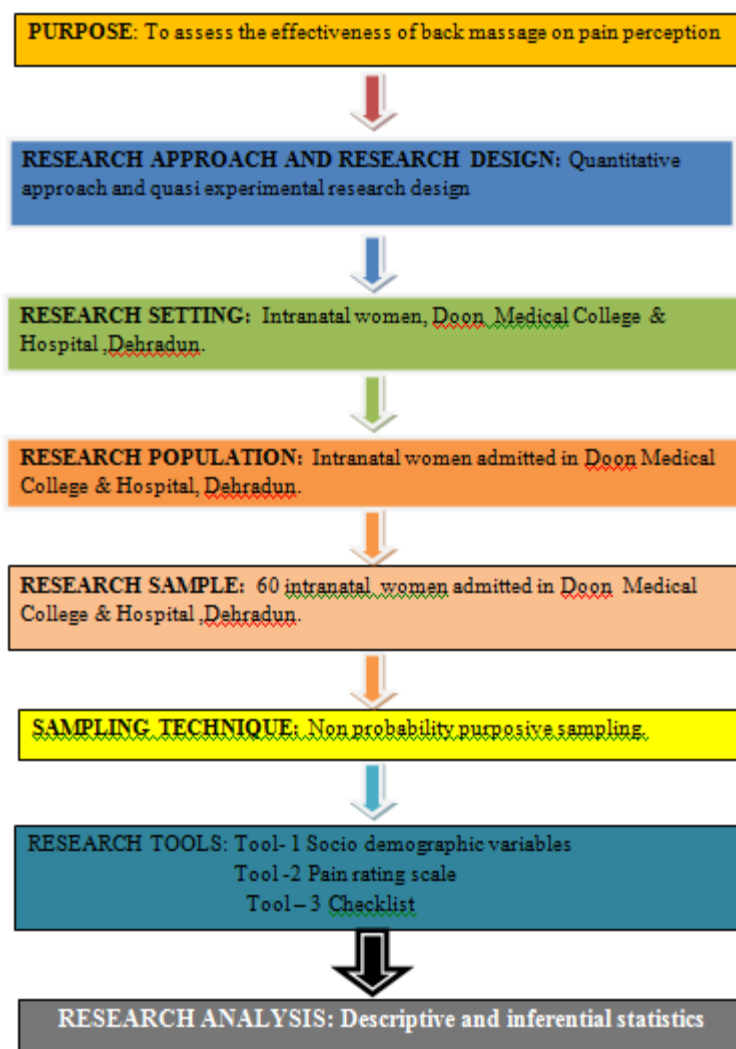 PURPOSE: To assess the effectiveness of back massage on pain perception
RESEARCH APPROACH AND RESEARCH DESIGN: Quantitative
approach and quasi experimental research design
RESEARCH SETTING: Intranatal women, Doon Medical College &
Hospital ,Dehradun.
RESEARCH POPULATION: Intranatal women admitted in Doon Medical
College & Hospital, Dehradun.
RESEARCH SAMPLE: 60 intranatal women admitted in Doon Medical
College & Hospital ,Dehradun.
SAMPLING TECHNIQUE: Non probability purposive sampling.
RESEARCH TOOLS: Tool- 1 Socio demographic variables
Tool -2 Pain rating scale
Tool – 3 Checklist
RESEARCH ANALYSIS: Descriptive and inferential statistics